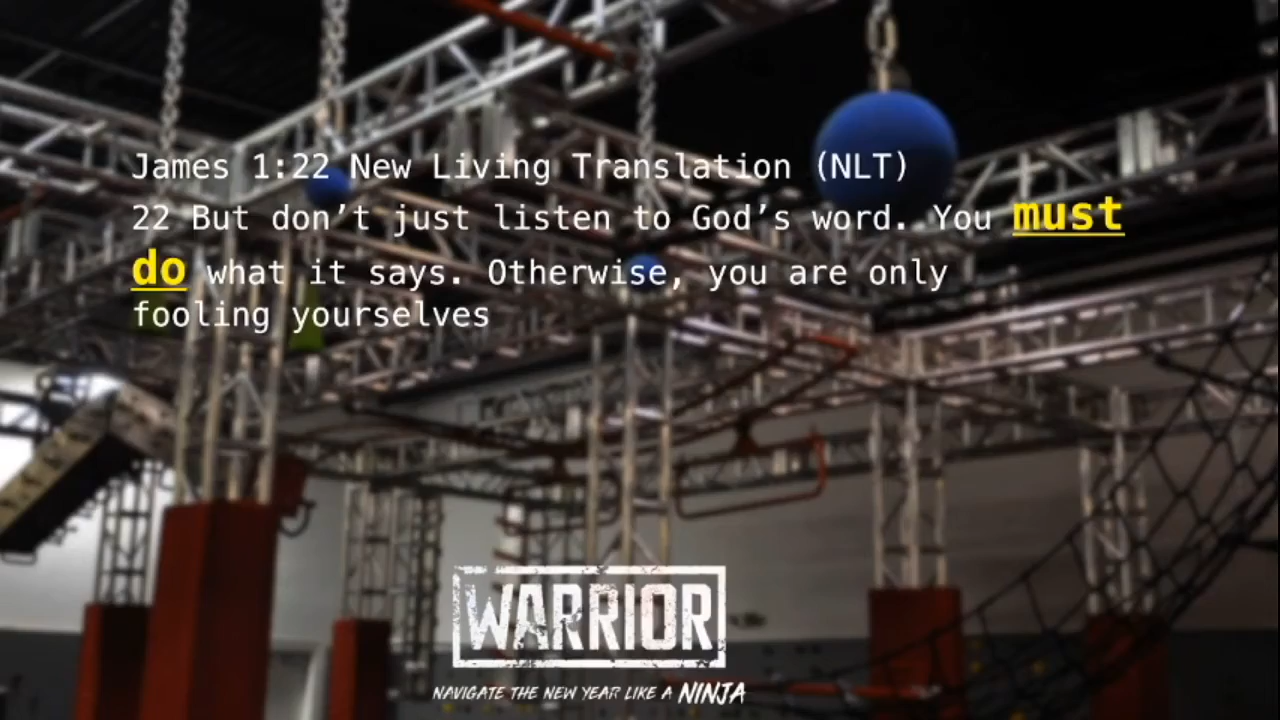 James 1:22 New Living Translation (NLT)
22 But don’t just listen to God’s word. You must
do what it says. Otherwise, you are only
fooling yourselves
WARRIOR
NAVIGATE THE NEW YEAR LIKE A NINJA